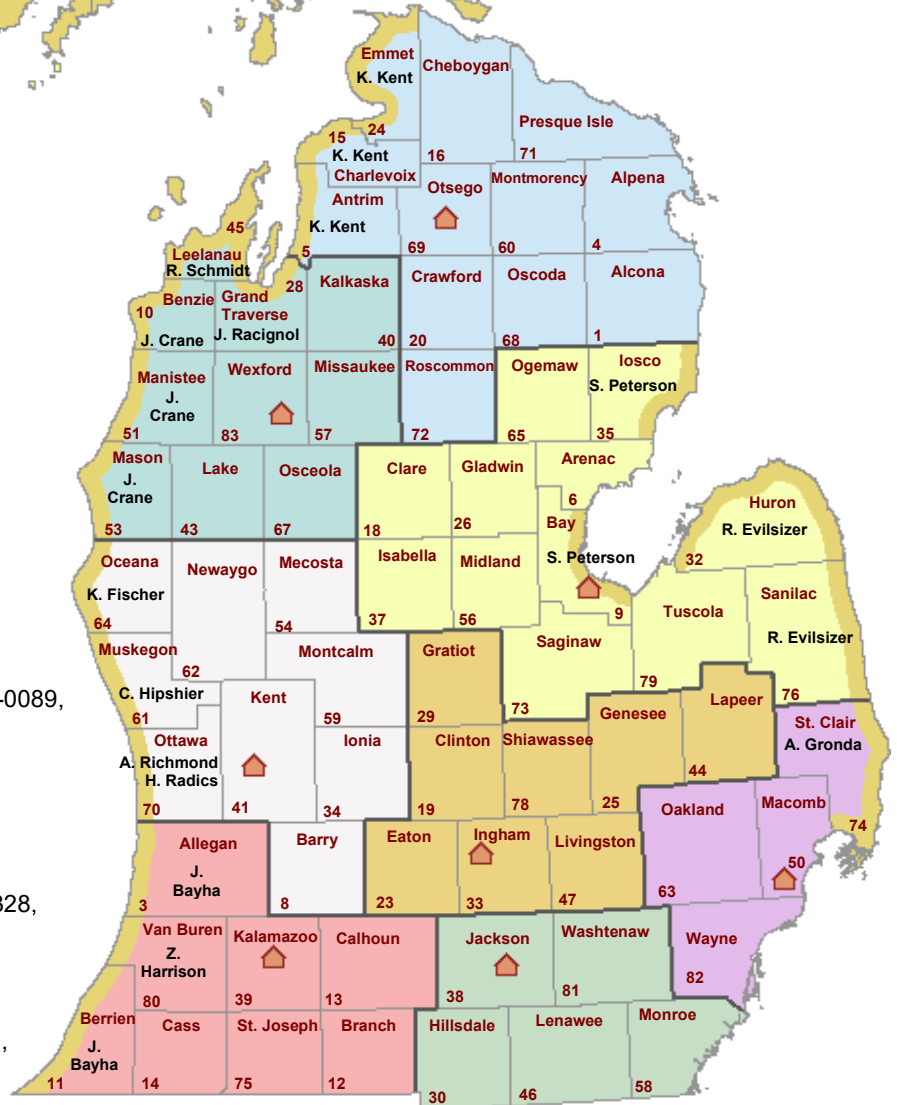 Emmet
K. Kent
Cheboygan
Presque Isle
24
15
K. Kent
Charlevoix
16
71
Otsego
Montmorency
Alpena
Antrim
K. Kent
45
5
69
60
4
Leelanau
R. Schmidt
28
Kalkaska
Crawford
Oscoda
Alcona
Benzie
Grand
Traverse
10
J. Racignol
J. Crane
40
20
68
1
Manistee
J.
Crane
Wexford
Missaukee
Roscommon
Ogemaw
Iosco
S. Peterson
51
83
57
72
65
35
Mason
J.
Crane
Lake
Osceola
Clare
Gladwin
Arenac
6
53
43
67
18
26
Bay
Huron
R. Evilsizer
32
Oceana
K. Fischer
Newaygo
Mecosta
Isabella
Midland
S. Peterson
Sanilac
R. Evilsizer
Tuscola
64
54
37
56
9
Muskegon
C. Hipshier
62
Montcalm
Gratiot
Saginaw
79
76
-0089,
61
Kent
59
29
73
Genesee
Lapeer
St. Clair
A. Gronda
Ottawa
A. Richmond
H. Radics
Ionia
Clinton
Shiawassee
44
70
41
34
19
78
25
Oakland
Macomb
74
Allegan
J.
Bayha
Barry
Eaton
Ingham
Livingston
50
328,
3
8
23
33
47
63
Van Buren
Z.
Harrison
Kalamazoo
Calhoun
Jackson
Washtenaw
Wayne
82
80
39
13
38
81
Berrien
J.
Bayha
Cass
St. Joseph
Branch
Hillsdale
Lenawee
Monroe
,
11
14
75
12
30
46
58